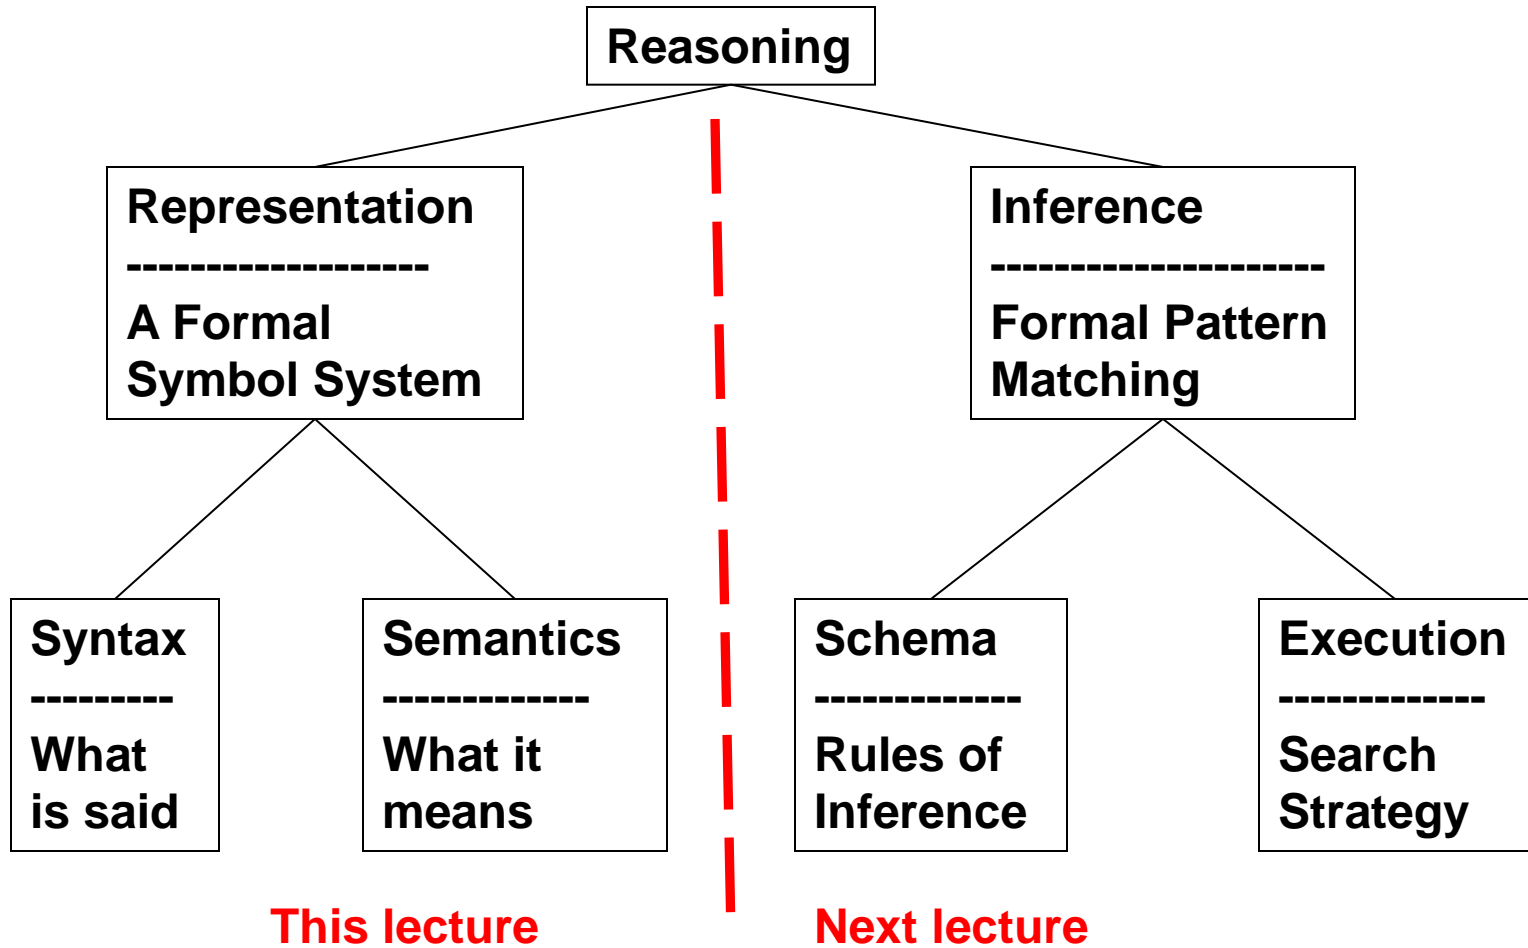 Reasoning
Representation
-------------------
A Formal
Symbol System
Inference
---------------------
Formal Pattern
Matching
Syntax
---------
What
is said
Semantics
-------------
What it
means
Schema
-------------
Rules of
Inference
Execution
-------------
Search
Strategy
This lecture
Next lecture